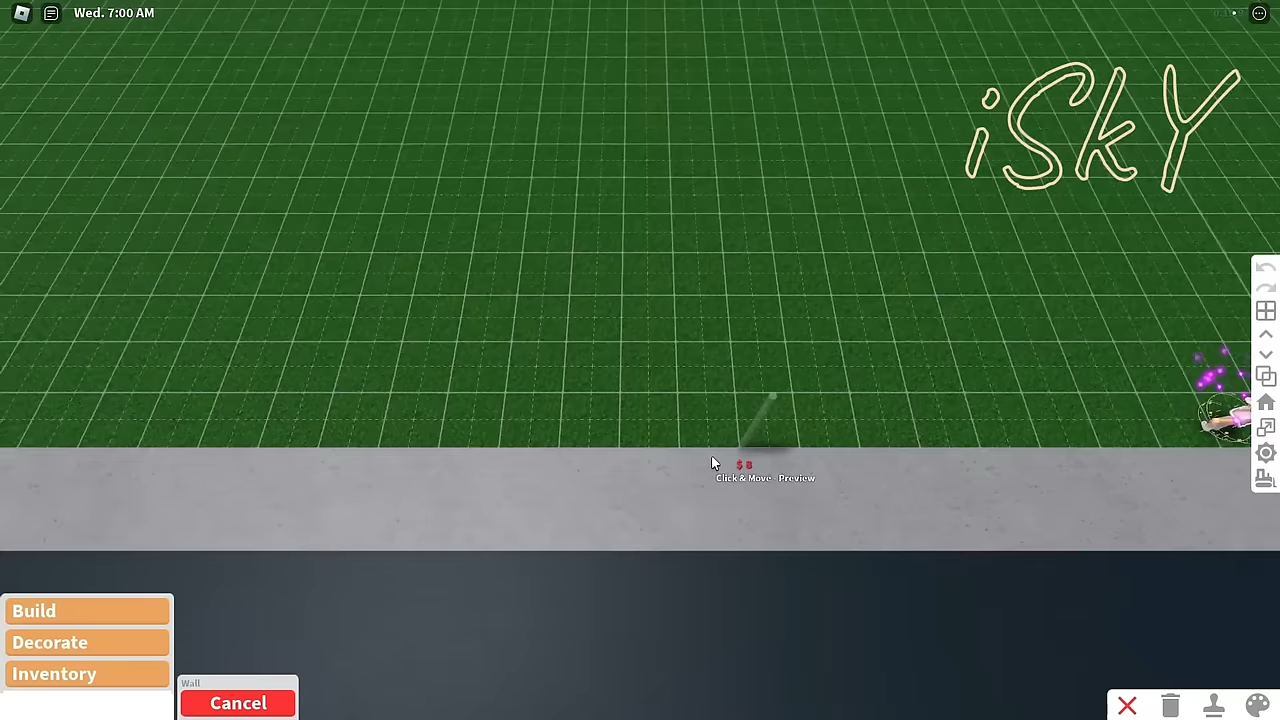 Wed. 7:00 AM
iSkY
$ 8
Click & Move - Preview
Build
Decorate
Inventory
Wall
Cancel